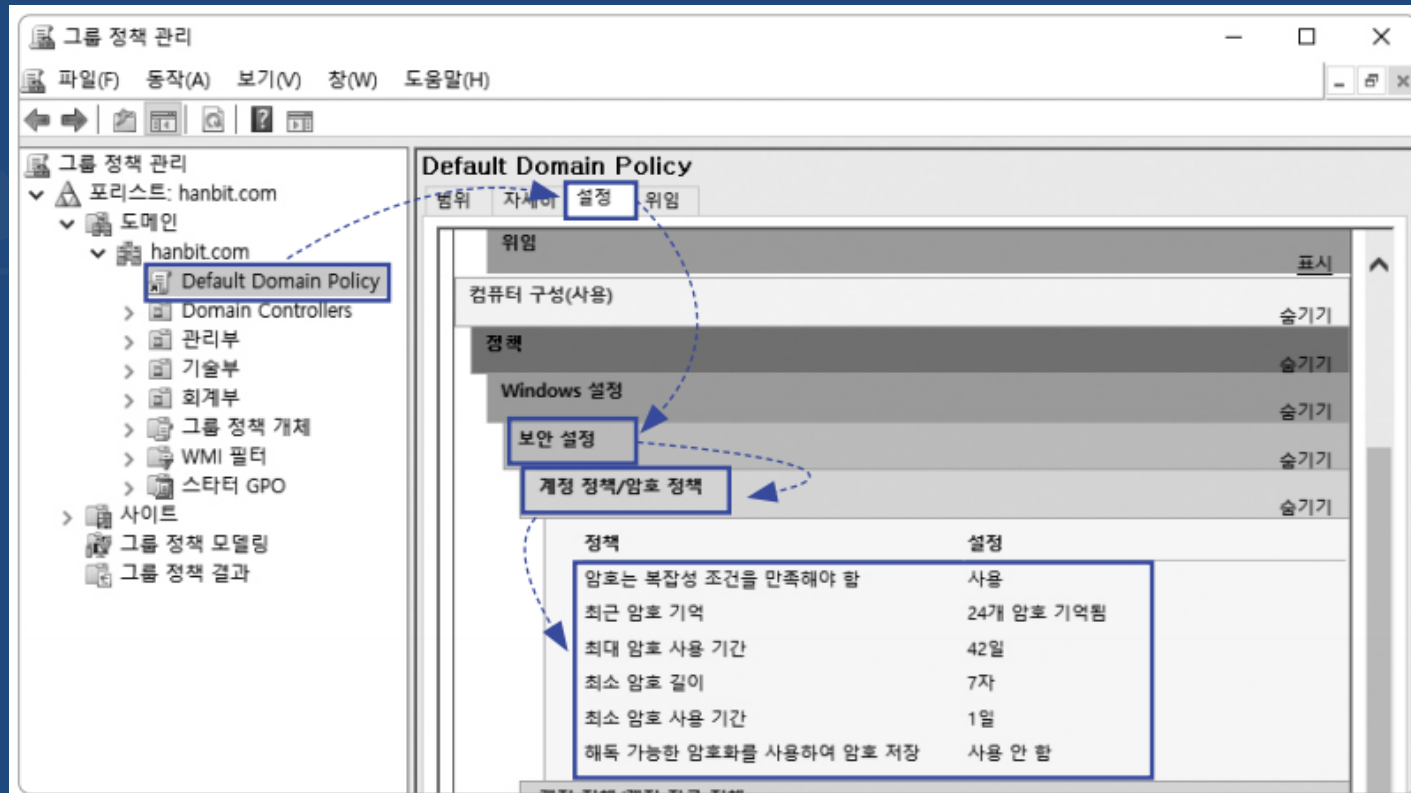 그룹 정책 관리
파일(F) 동작(A) 보기(V) 창(W) 도움말(H)
그룹 정책 관리
포리스트: hanbit.com
도메인
hanbit.com
Default Domain Policy
Domain Controllers
관리부
기술부
회계부
그룹 정책 개체
WMI 필터
스타터 GPO
사이트
그룹 정책 모델링
그룹 정책 결과
Default Domain Policy
범위 자세히 설정 위임
위임
표시
컴퓨터 구성(사용)
숨기기
정책
숨기기
Windows 설정
숨기기
보안 설정
숨기기
계정 정책/암호 정책
숨기기
정책 설정
암호는 복잡성 조건을 만족해야 함 사용
최근 암호 기억 24개 암호 기억됨
최대 암호 사용 기간 42일
최소 암호 길이 7자
최소 암호 사용 기간 1일
해독 가능한 암호화를 사용하여 암호 저장 사용 안 함